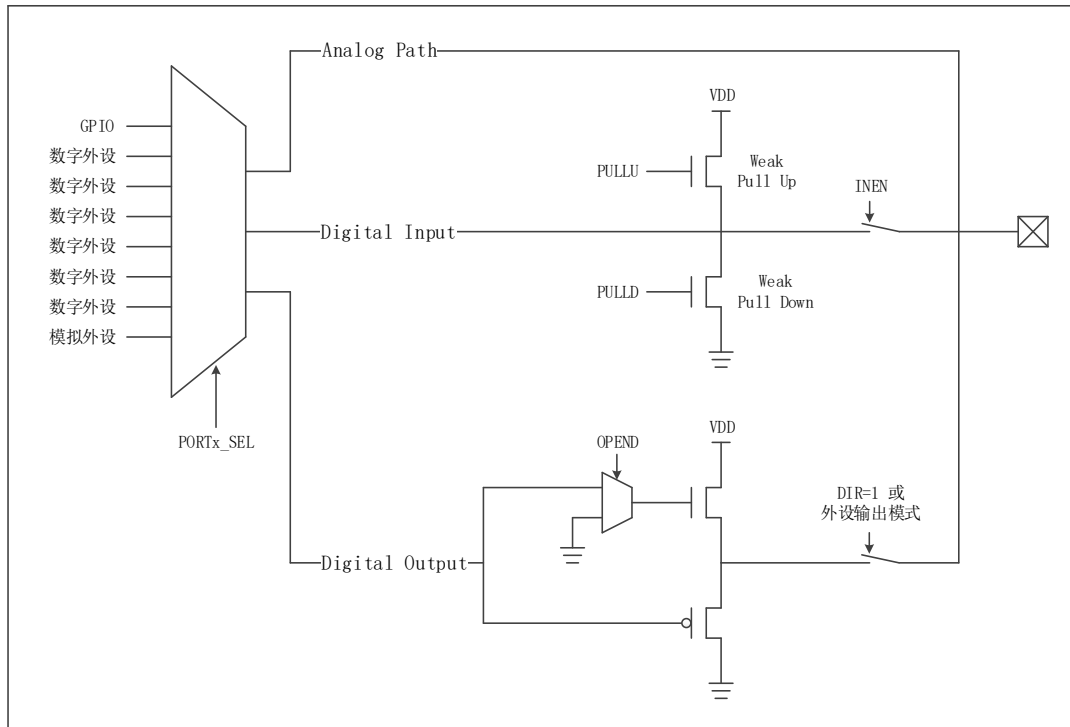 Analog Path
VDD
GPIO
数字外设
数字外设
数字外设
数字外设
数字外设
数字外设
模拟外设
PULLU
Weak
Pull Up
INEN
Digital Input
PULLD
Weak
Pull Down
PORTx_SEL
OPEND
VDD
DIR=1 或
外设输出模式
Digital Output